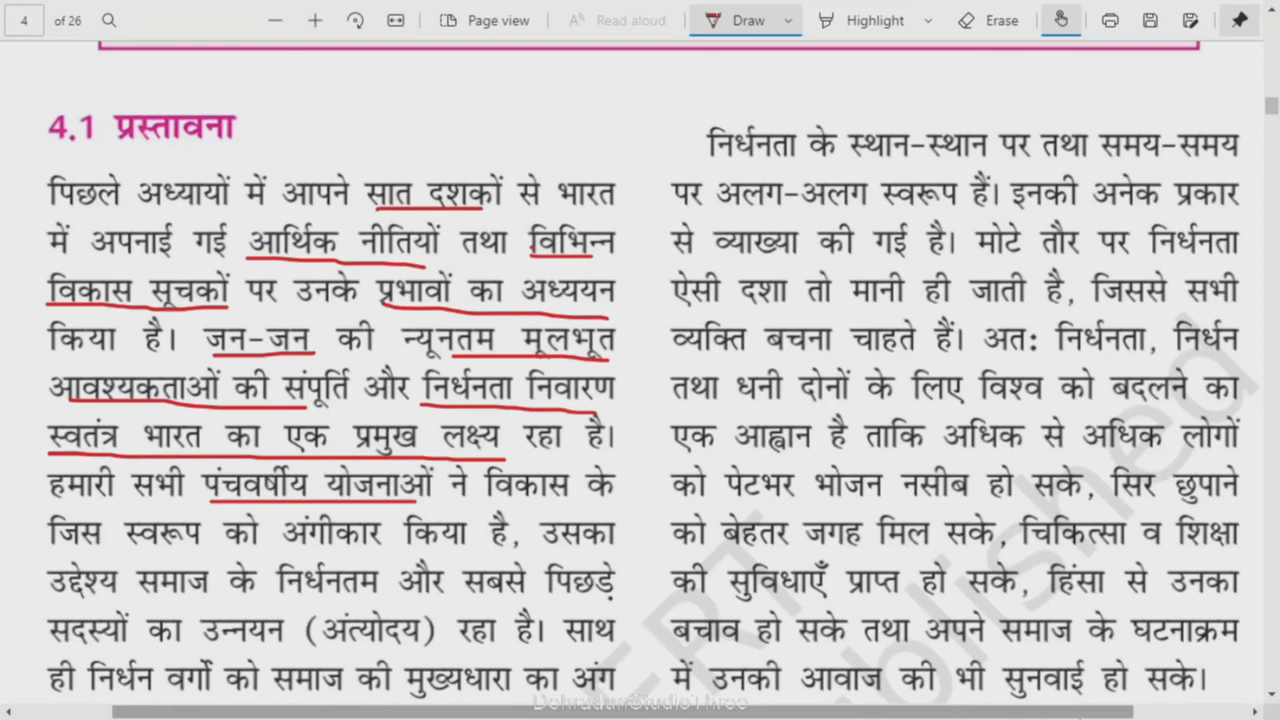 4 of 26 Page view Read aloud Draw Highlight Erase
4.1 प्रस्तावना
पिछले अध्यायों में आपने सात दशकों से भारत
में अपनाई गई आर्थिक नीतियों तथा विभिन्न
विकास सूचकों पर उनके प्रभावों का अध्ययन
किया है। जन-जन की न्यूनतम मूलभूत
आवश्यकताओं की संपूर्ति और निर्धनता निवारण
स्वतंत्र भारत का एक प्रमुख लक्ष्य रहा है।
हमारी सभी पंचवर्षीय योजनाओं ने विकास के
जिस स्वरूप को अंगीकार किया है, उसका
उद्देश्य समाज के निर्धनतम और सबसे पिछड़े
सदस्यों का उन्नयन (अंत्योदय) रहा है। साथ
ही निर्धन वर्गों को समाज की मुख्यधारा का अंग
निर्धनता के स्थान-स्थान पर तथा समय-समय
पर अलग-अलग स्वरूप हैं। इनकी अनेक प्रकार
से व्याख्या की गई है। मोटे तौर पर निर्धनता
ऐसी दशा तो मानी ही जाती है, जिससे सभी
व्यक्ति बचना चाहते हैं। अत: निर्धनता, निर्धन
तथा धनी दोनों के लिए विश्व को बदलने का
एक आह्वान है ताकि अधिक से अधिक लोगों
को पेटभर भोजन नसीब हो सके, सिर छुपाने
को बेहतर जगह मिल सके, चिकित्सा व शिक्षा
की सुविधाएँ प्राप्त हो सके, हिंसा से उनका
बचाव हो सके तथा अपने समाज के घटनाक्रम
में उनकी आवाज की भी सुनवाई हो सके।
DehradunStudioThree